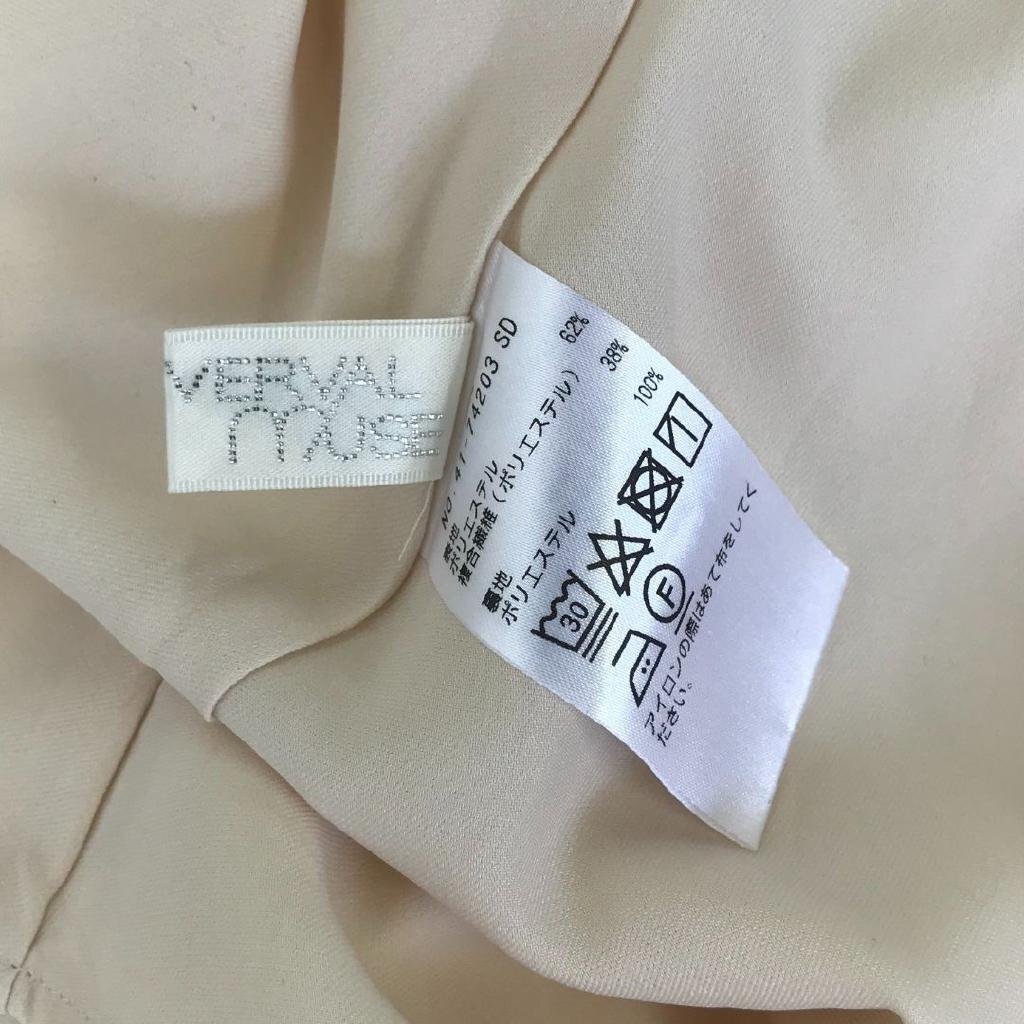 VERVAL
muse
NO.41-74203 SD
表地
ポリエステル 62%
複合繊維(ポリエステル) 38%
裏地
ポリエステル 100%
30
F
アイロンの際はあて布をしてく
ださい。